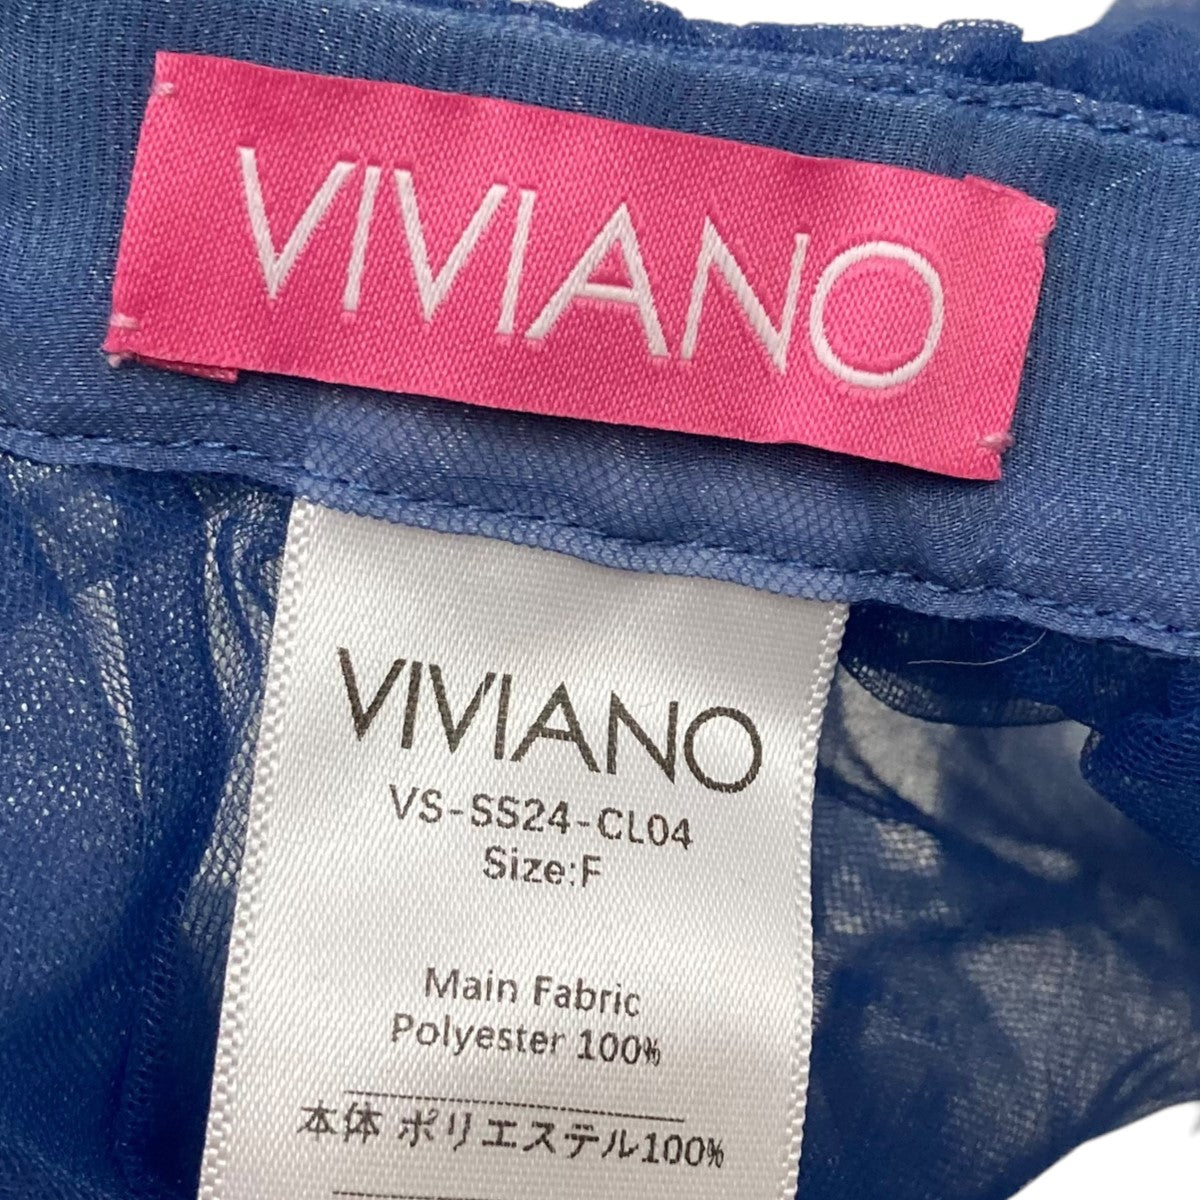 VIVIANO
VIVIANO
VS-SS24-CL04
Size:F
Main Fabric
Polyester 100%
本体 ポリエステル100%